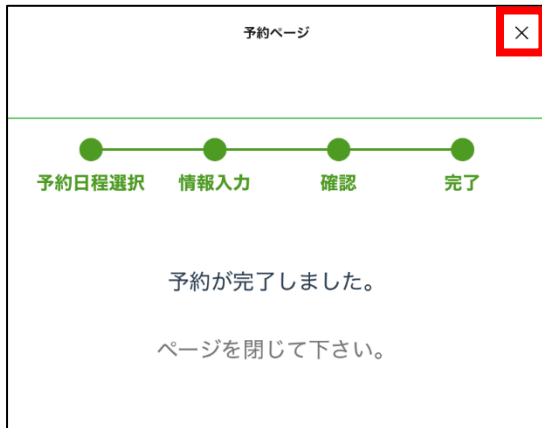 予約ページ
予約日程選択 情報入力 確認 完了
予約が完了しました。
ページを閉じて下さい。